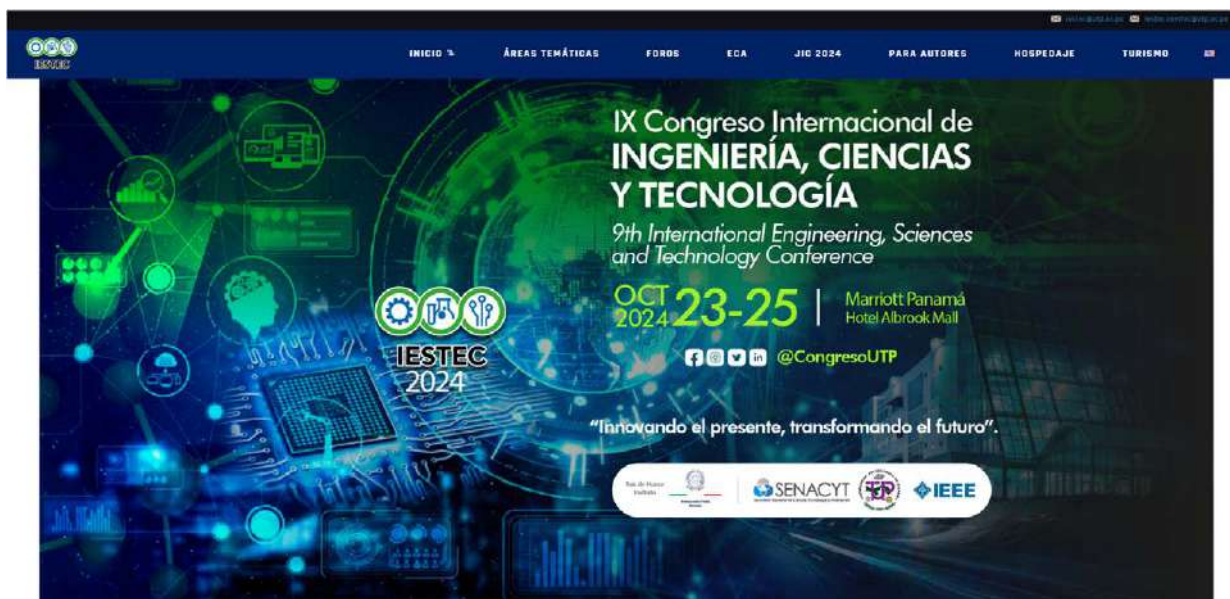 IESTEC
INICIO
ÁREAS TEMÁTICAS
FOROS
ECA
JIC 2024
PARA AUTORES
HOSPEDAJE
TURISMO
IX Congreso Internacional de
INGENIERÍA, CIENCIAS
Y TECNOLOGÍA
9th International Engineering, Sciences
and Technology Conference
OCT
2024
23-25
Marriott Panamá
Hotel Albrook Mall
@CongresoUTP
IESTEC
2024
“Innovando el presente, transformando el futuro”.
SENACYT
IEEE